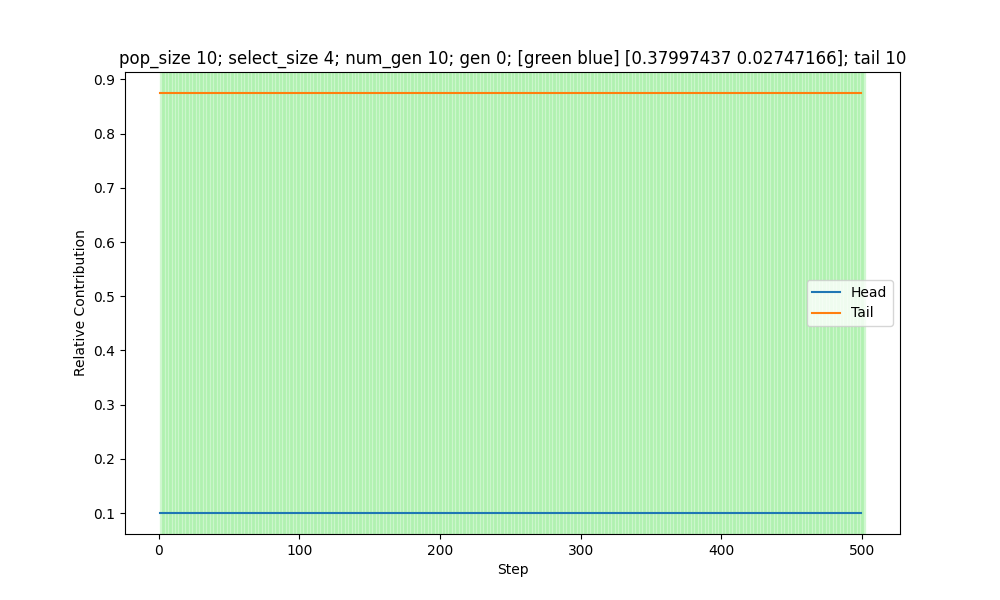 pop_size 10; select_size 4; num_gen 10; gen 0; [green blue] [0.37997437 0.02747166]; tail 10
0.9
0.8
0.7
0.6
0.5
0.4
0.3
0.2
0.1
Relative Contribution
Head
Tail
0 100 200 300 400 500
Step